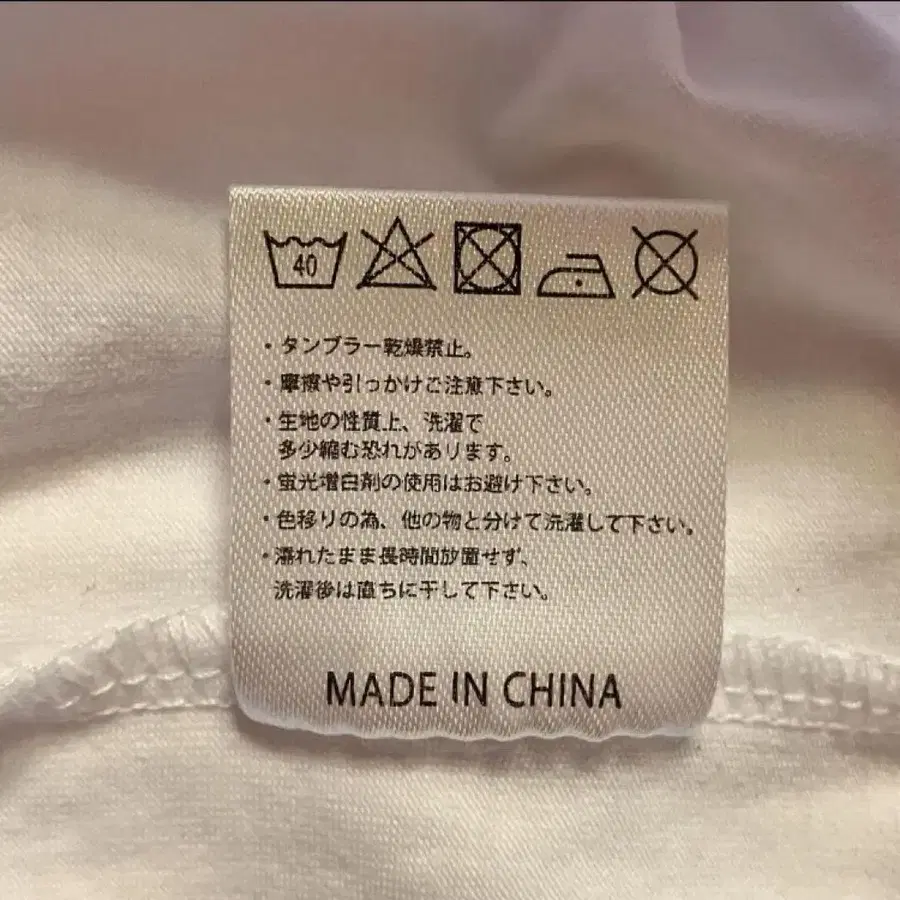 40
・タンブラー乾燥禁止。
・摩擦や引っかけご注意下さい。
・生地の性質上、洗濯で
多少縮む恐れがあります。
・蛍光増白剤の使用はお避け下さい。
・色移りの為、他の物と分けて洗濯して下さい。
・濡れたまま長時間放置せず、
洗濯後は直ちに干して下さい。
MADE IN CHINA